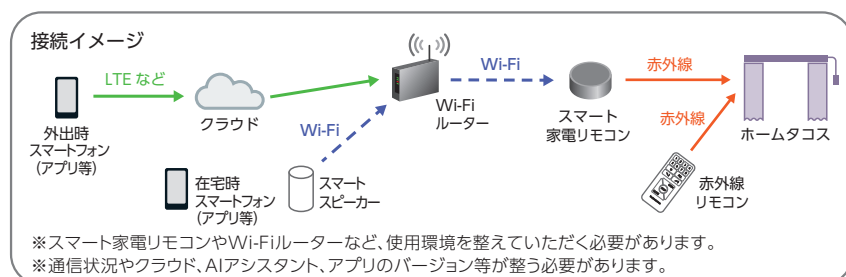 接続イメージ
LTE など
Wi-Fi
赤外線
外出時
スマートフォン
(アプリ等)
クラウド
Wi-Fi
Wi-Fi
ルーター
スマート
家電リモコン
赤外線
ホームタコス
在宅時
スマートフォン
(アプリ等)
スマート
スピーカー
赤外線
リモコン
※スマート家電リモコンやWi-Fiルーターなど、使用環境を整えていただく必要があります。
※通信状況やクラウド、AIアシスタント、アプリのバージョン等が整う必要があります。